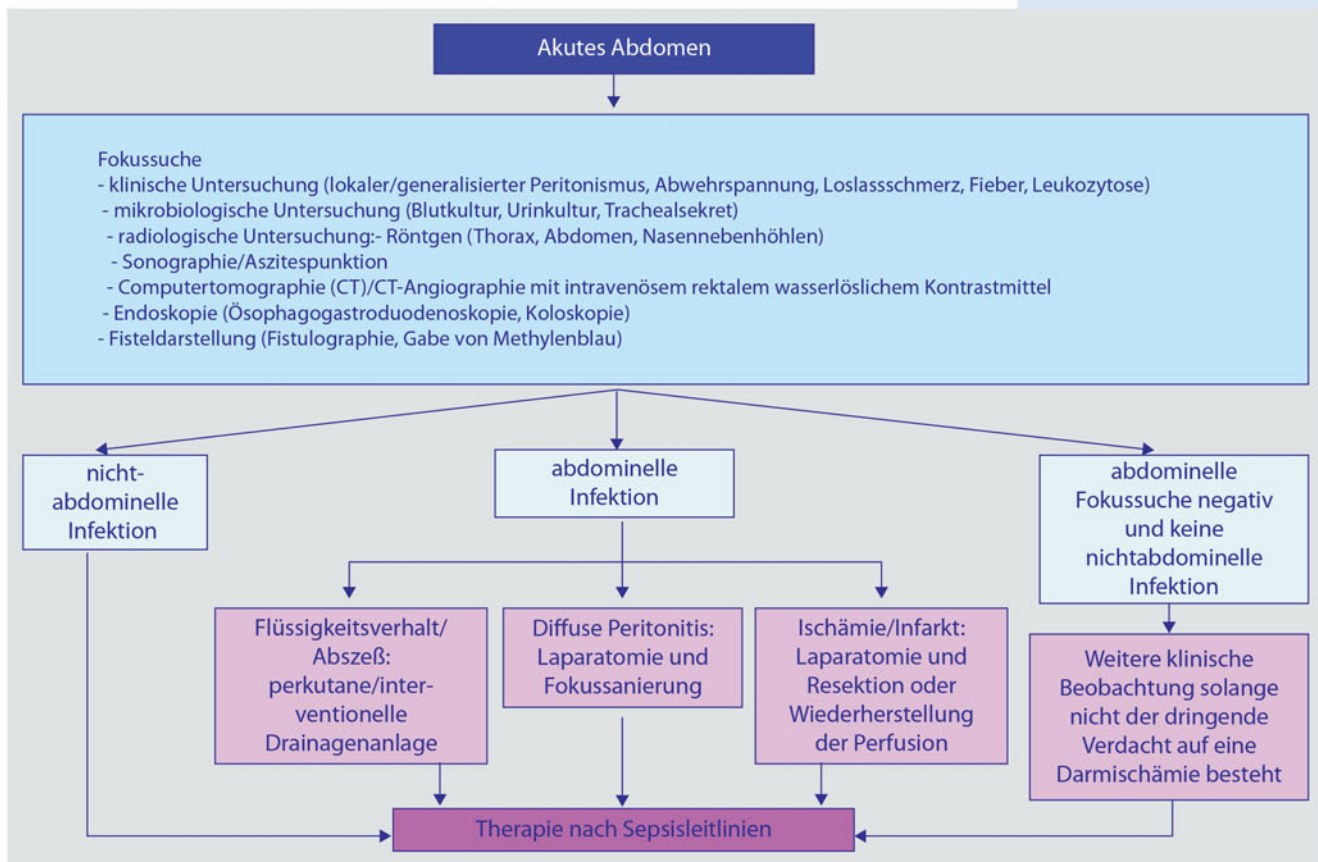 Akutes Abdomen
Fokussuche
- klinische Untersuchung (lokaler/generalisierter Peritonismus, Abwehrspannung, Loslassschmerz, Fieber, Leukozytose)
- mikrobiologische Untersuchung (Blutkultur, Urinkultur, Trachealsekret)
- radiologische Untersuchung:- Röntgen (Thorax, Abdomen, Nasennebenhöhlen)
- Sonographie/Aszitespunktion
- Computertomographie (CT)/CT-Angiographie mit intravenösem rektalem wasserlöslichem Kontrastmittel
- Endoskopie (Ösophagogastroduodenoskopie, Koloskopie)
- Fisteldarstellung (Fistulographie, Gabe von Methylenblau)
nicht-
abdominelle
Infektion
abdominelle
Infektion
abdominelle
Fokussuche negativ
und keine
nichtabdominelle
Infektion
Flüssigkeitsverhalt/
Abszeß:
perkutane/inter-
ventionelle
Drainagenanlage
Diffuse Peritonitis:
Laparatomie und
Fokussanierung
Ischämie/Infarkt:
Laparatomie und
Resektion oder
Wiederherstellung
der Perfusion
Weitere klinische
Beobachtung solange
nicht der dringende
Verdacht auf eine
Darmischämie besteht
Therapie nach Sepsisleitlinien